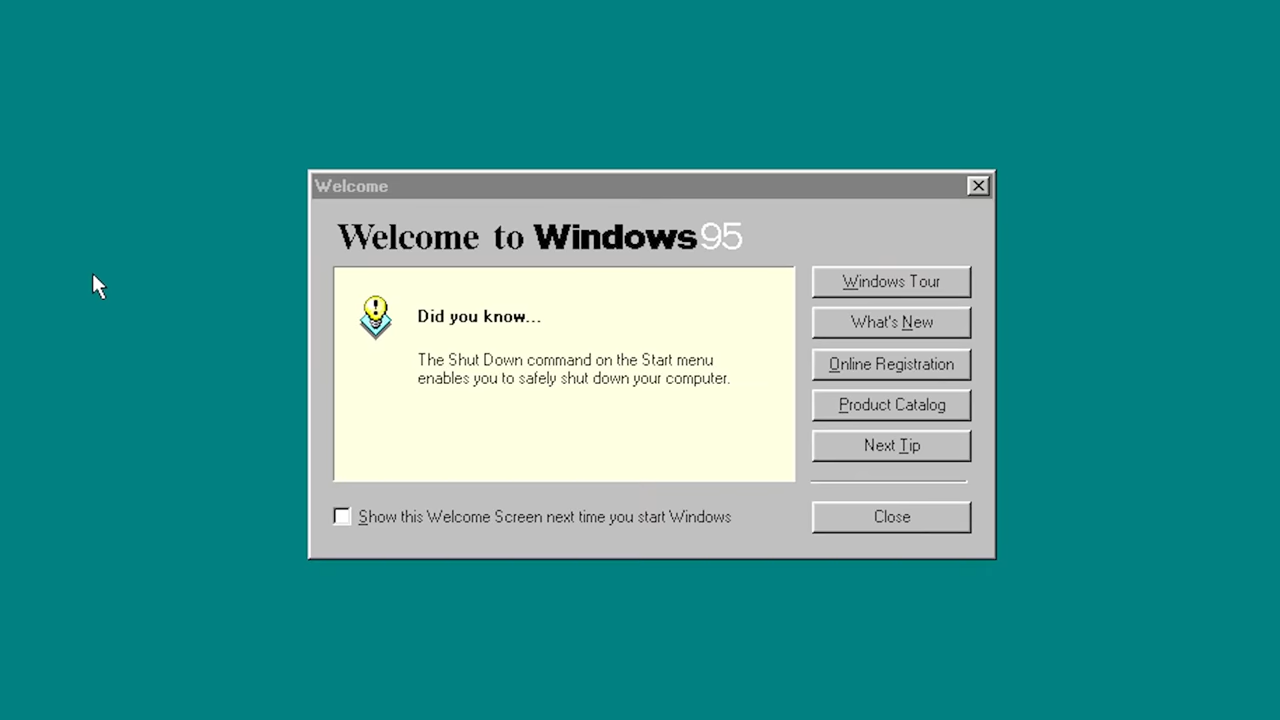 Welcome
Welcome to Windows 95
Did you know...
The Shut Down command on the Start menu
enables you to safely shut down your computer.
Windows Tour
What's New
Online Registration
Product Catalog
Next Tip
Show this Welcome Screen next time you start Windows
Close